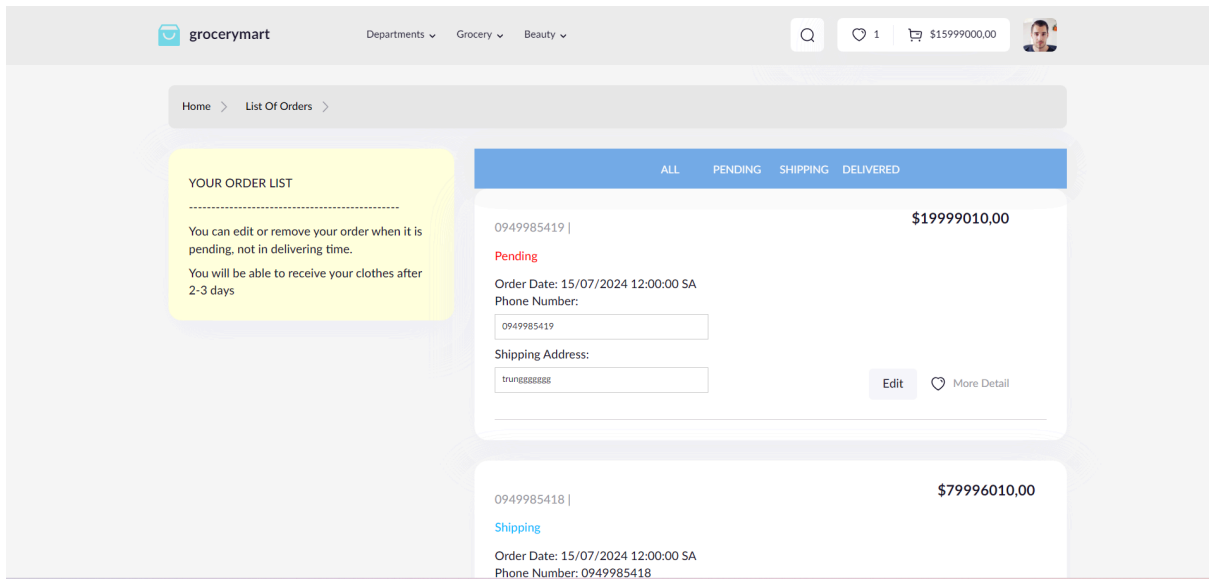 grocerymart
Departments Grocery Beauty
1 $15999000,00
Home List Of Orders
YOUR ORDER LIST
-----------------------------------------------
You can edit or remove your order when it is
pending, not in delivering time.
You will be able to receive your clothes after
2-3 days
ALL PENDING SHIPPING DELIVERED
0949985419 |
$19999010,00
Pending
Order Date: 15/07/2024 12:00:00 SA
Phone Number:
0949985419
Shipping Address:
trunggggggg
Edit More Detail
0949985418 |
$79996010,00
Shipping
Order Date: 15/07/2024 12:00:00 SA
Phone Number: 0949985418